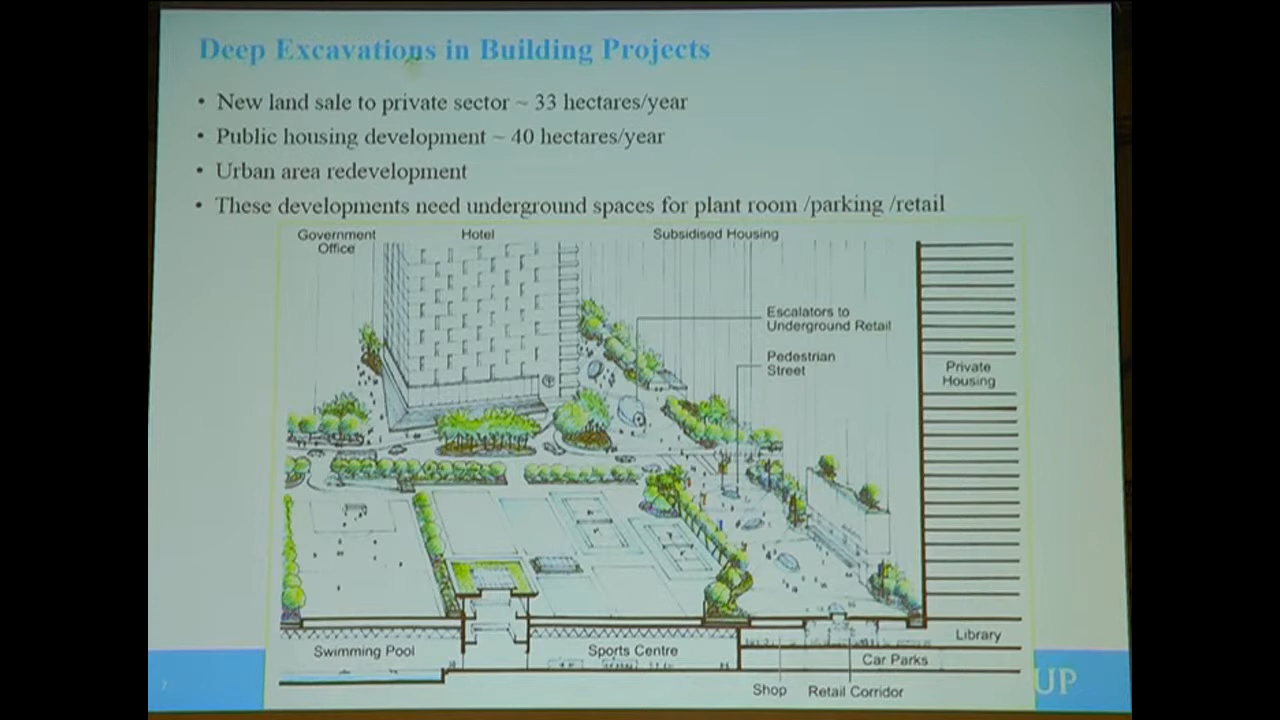 Deep Excavations in Building Projects
• New land sale to private sector ~ 33 hectares/year
• Public housing development ~ 40 hectares/year
• Urban area redevelopment
• These developments need underground spaces for plant room /parking /retail
Government
Office
Hotel
Subsidised Housing
Escalators to
Underground Retail
Pedestrian
Street
Private
Housing
Library
Swimming Pool
Sports Centre
Car Parks
Shop
Retail Corridor
7
UP